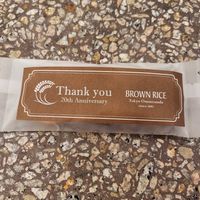 Thank you
20th Anniversary
BROWN RICE
Tokyo Omotesando